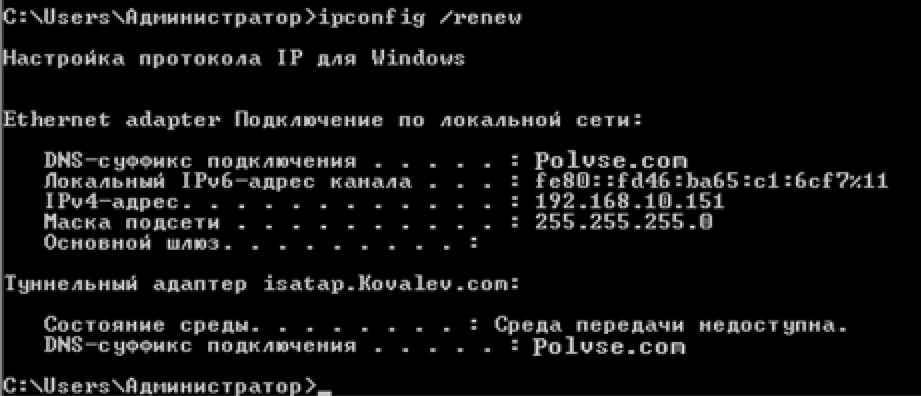 C:\Users\Администратор>ipconfig /renew
Настройка протокола IP для Windows
Ethernet adapter Подключение по локальной сети:
DNS-суффикс подключения . . . . . : Polvse.com
Локальный IPv6-адрес канала . . . : fe80::fd46:ba65:c1:6cf7%11
IPv4-адрес. . . . . . . . . . . . : 192.168.10.151
Маска подсети . . . . . . . . . . : 255.255.255.0
Основной шлюз. . . . . . . . . :
Туннельный адаптер isatap.Kovalev.com:
Состояние среды. . . . . . . . : Среда передачи недоступна.
DNS-суффикс подключения . . . . . : Polvse.com
C:\Users\Администратор>_